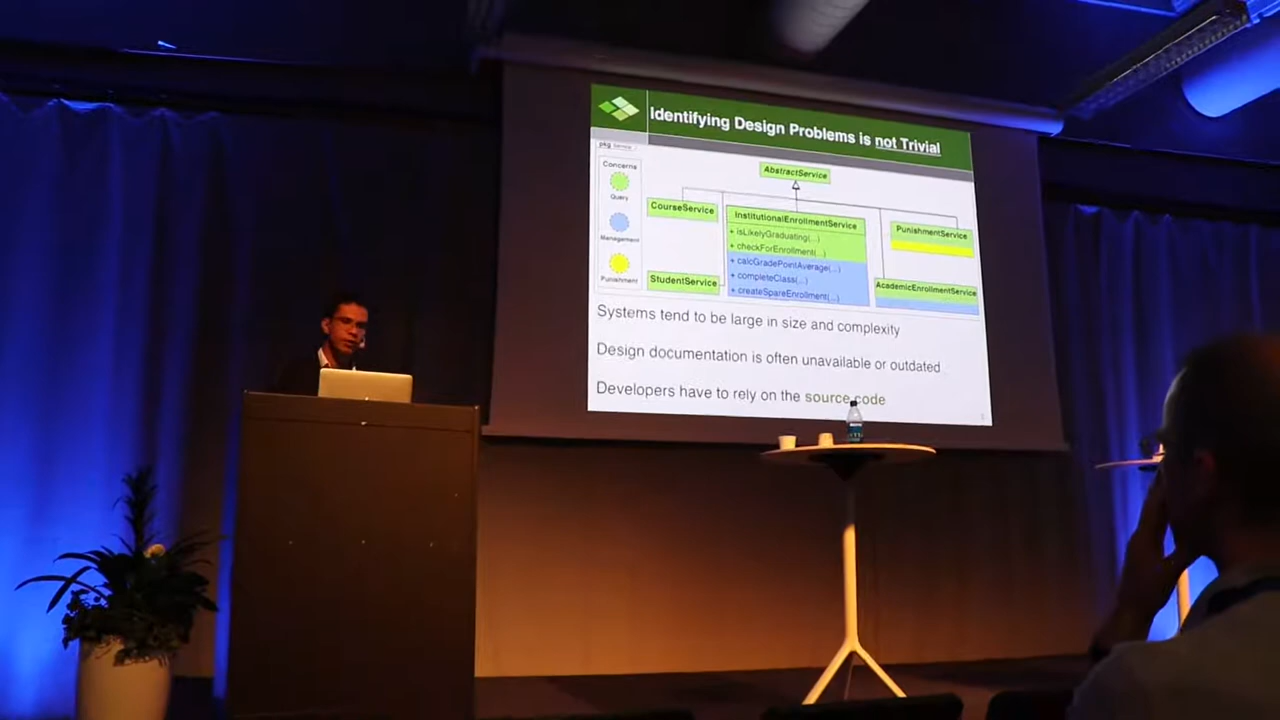 Identifying Design Problems is not Trivial
pkg Service
Concerns
Query
Management
Punishment
AbstractService
CourseService
InstitutionalEnrollmentService
+ isLikelyGraduating(...)
+ checkForEnrollment(...)
+ calcGradePointAverage(...)
+ completeClass(...)
+ createSpareEnrollment(...)
PunishmentService
StudentService
AcademicEnrollmentService
Systems tend to be large in size and complexity
Design documentation is often unavailable or outdated
Developers have to rely on the source code